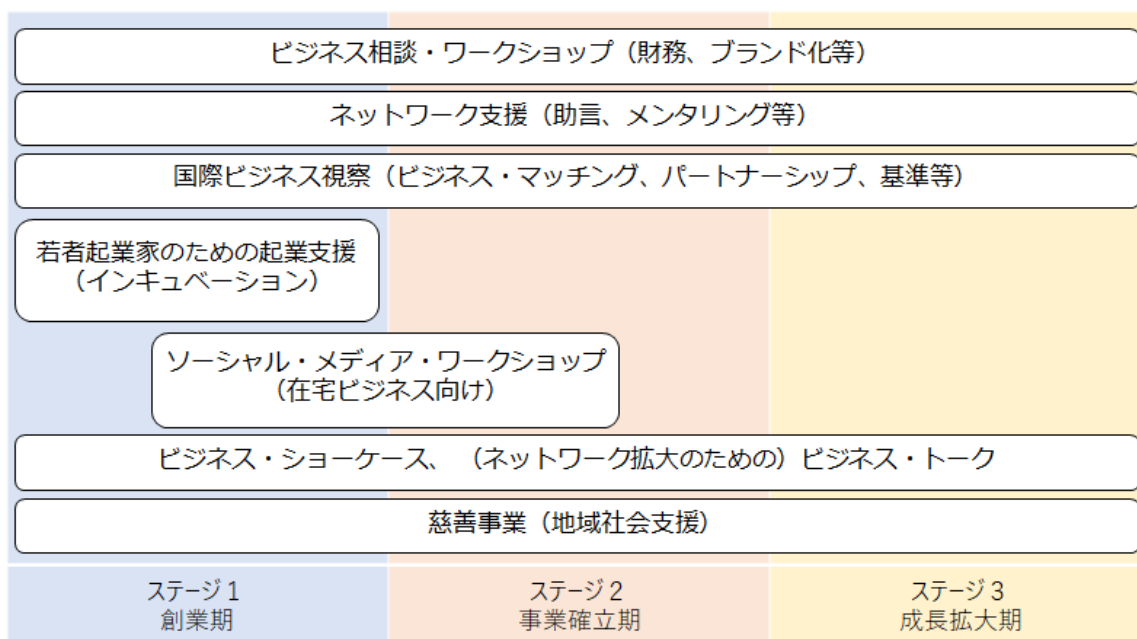 ビジネス相談・ワークショップ（財務、ブランド化等）
ネットワーク支援（助言、メンタリング等）
国際ビジネス視察（ビジネス・マッチング、パートナーシップ、基準等）
若者起業家のための起業支援
（インキュベーション）
ソーシャル・メディア・ワークショップ
（在宅ビジネス向け）
ビジネス・ショーケース、（ネットワーク拡大のための）ビジネス・トーク
慈善事業（地域社会支援）
ステージ1
創業期
ステージ2
事業確立期
ステージ3
成長拡大期